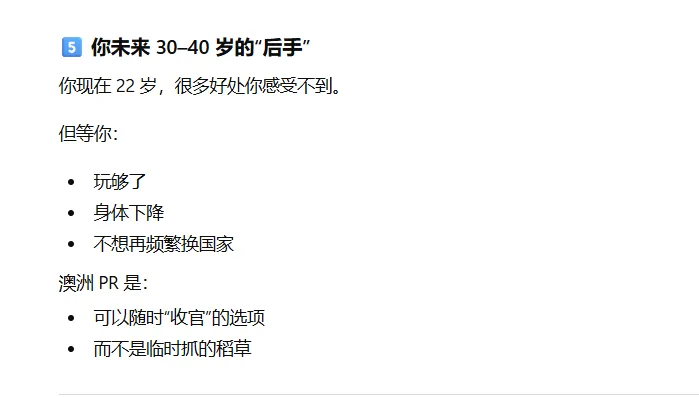 5 你未来 30–40 岁的“后手”
你现在 22 岁，很多好处你感受不到。
但等你：
• 玩够了
• 身体下降
• 不想再频繁换国家
澳洲 PR 是：
• 可以随时“收官”的选项
• 而不是临时抓的稻草